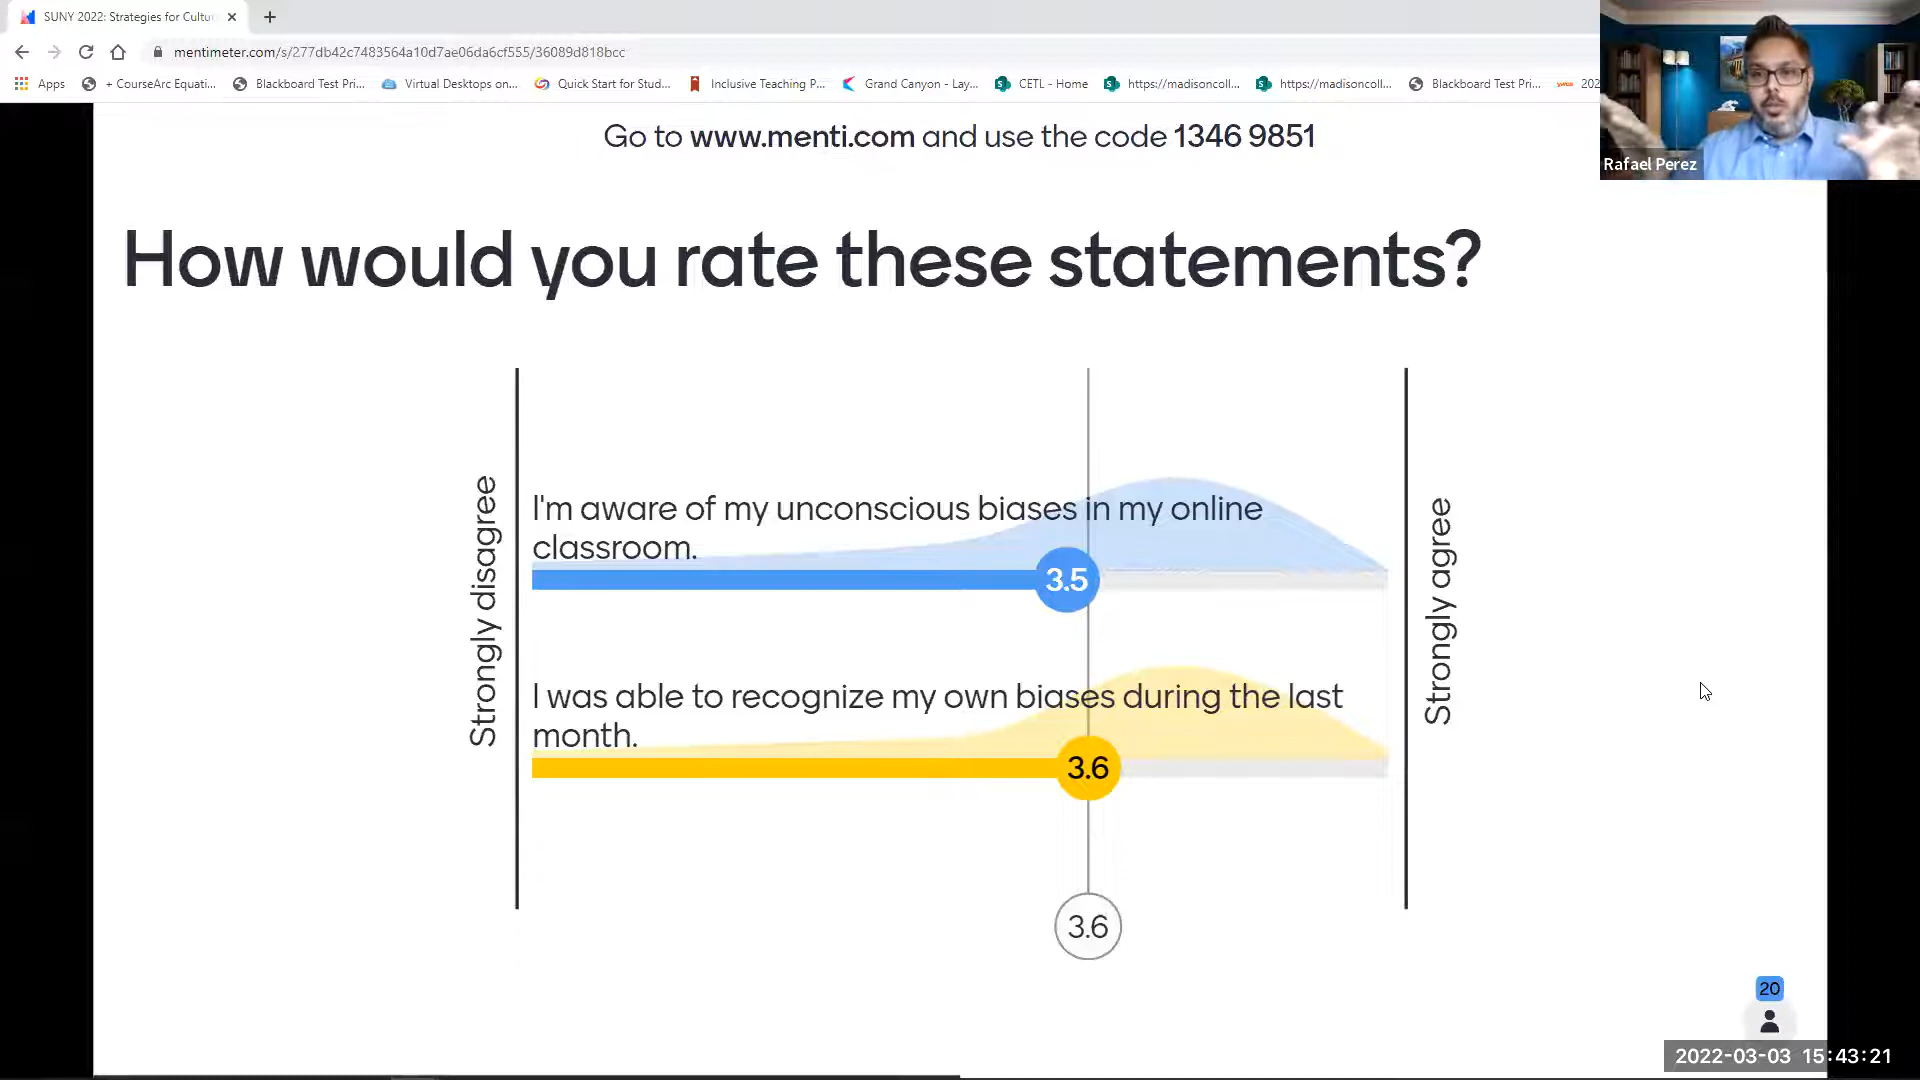 SUNY 2022: Strategies for Cultu
mentimeter.com/s/277db42c7483564a10d7ae06da6cf555/36089d818bcc
Apps + CourseArc Equati... Blackboard Test Pri... Virtual Desktops on... Quick Start for Stud... Inclusive Teaching P... Grand Canyon - Lay... CETL - Home https://madisoncoll... https://madisoncoll... Blackboard Test Pri... 202
Rafael Perez
Go to www.menti.com and use the code 1346 9851
How would you rate these statements?
Strongly disagree
I'm aware of my unconscious biases in my online
classroom.
3.5
I was able to recognize my own biases during the last
month.
3.6
3.6
Strongly agree
20
2022-03-03 15:43:21